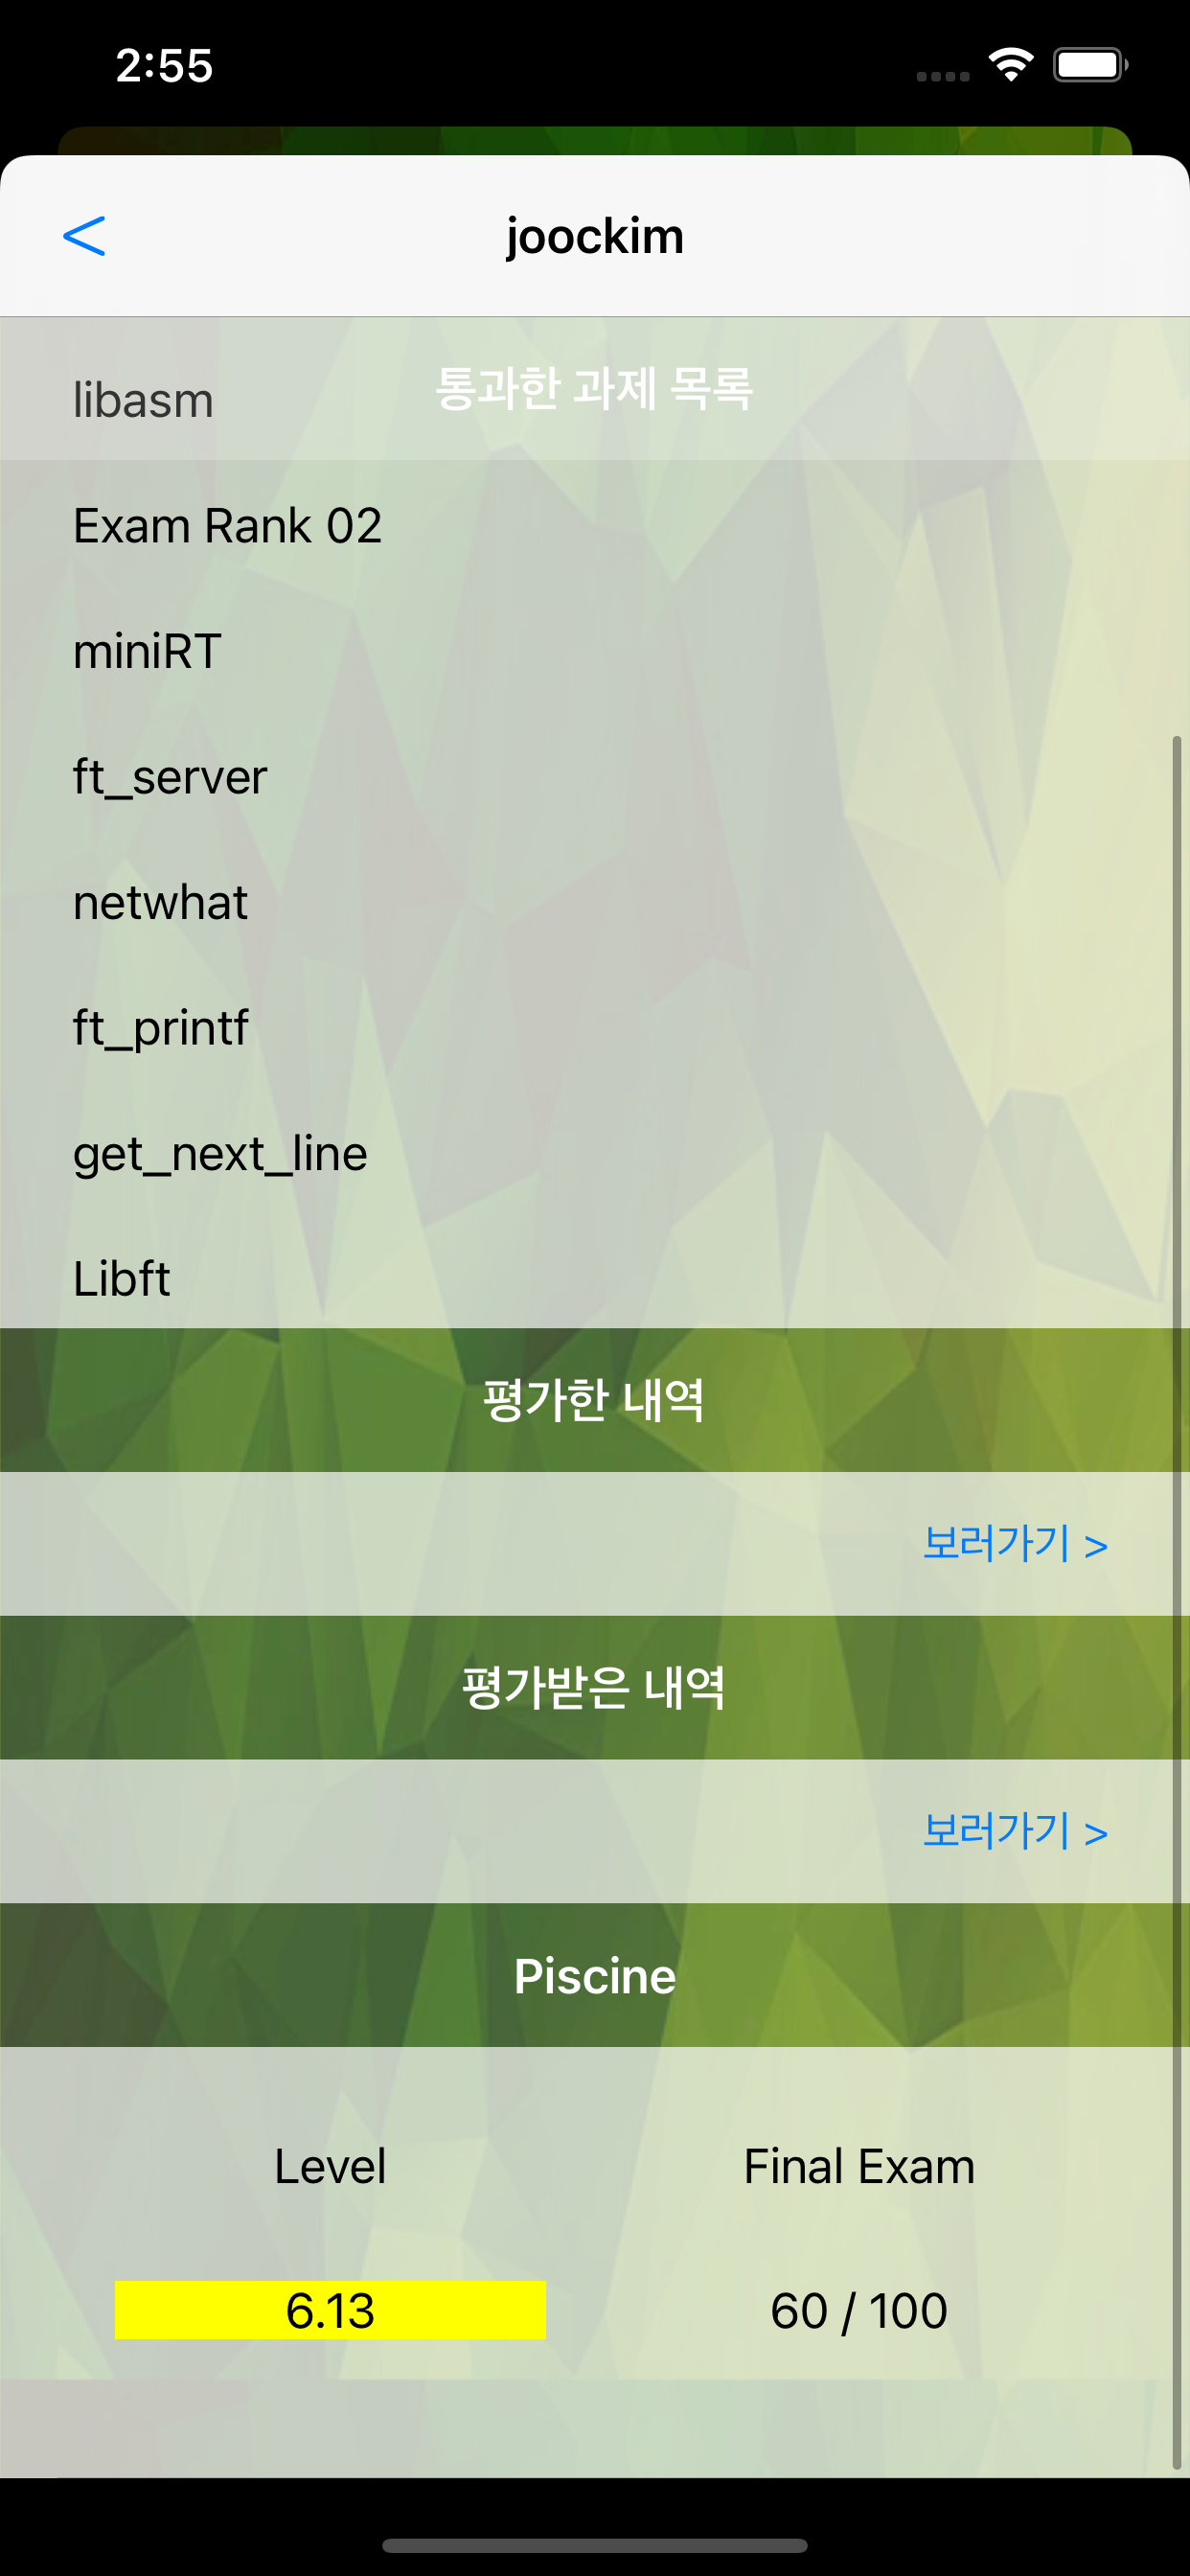 2:55
<
joockim
통과한 과제 목록
libasm
Exam Rank 02
miniRT
ft_server
netwhat
ft_printf
get_next_line
Libft
평가한 내역
보러가기 >
평가받은 내역
보러가기 >
Piscine
Level Final Exam
6.13 60 / 100